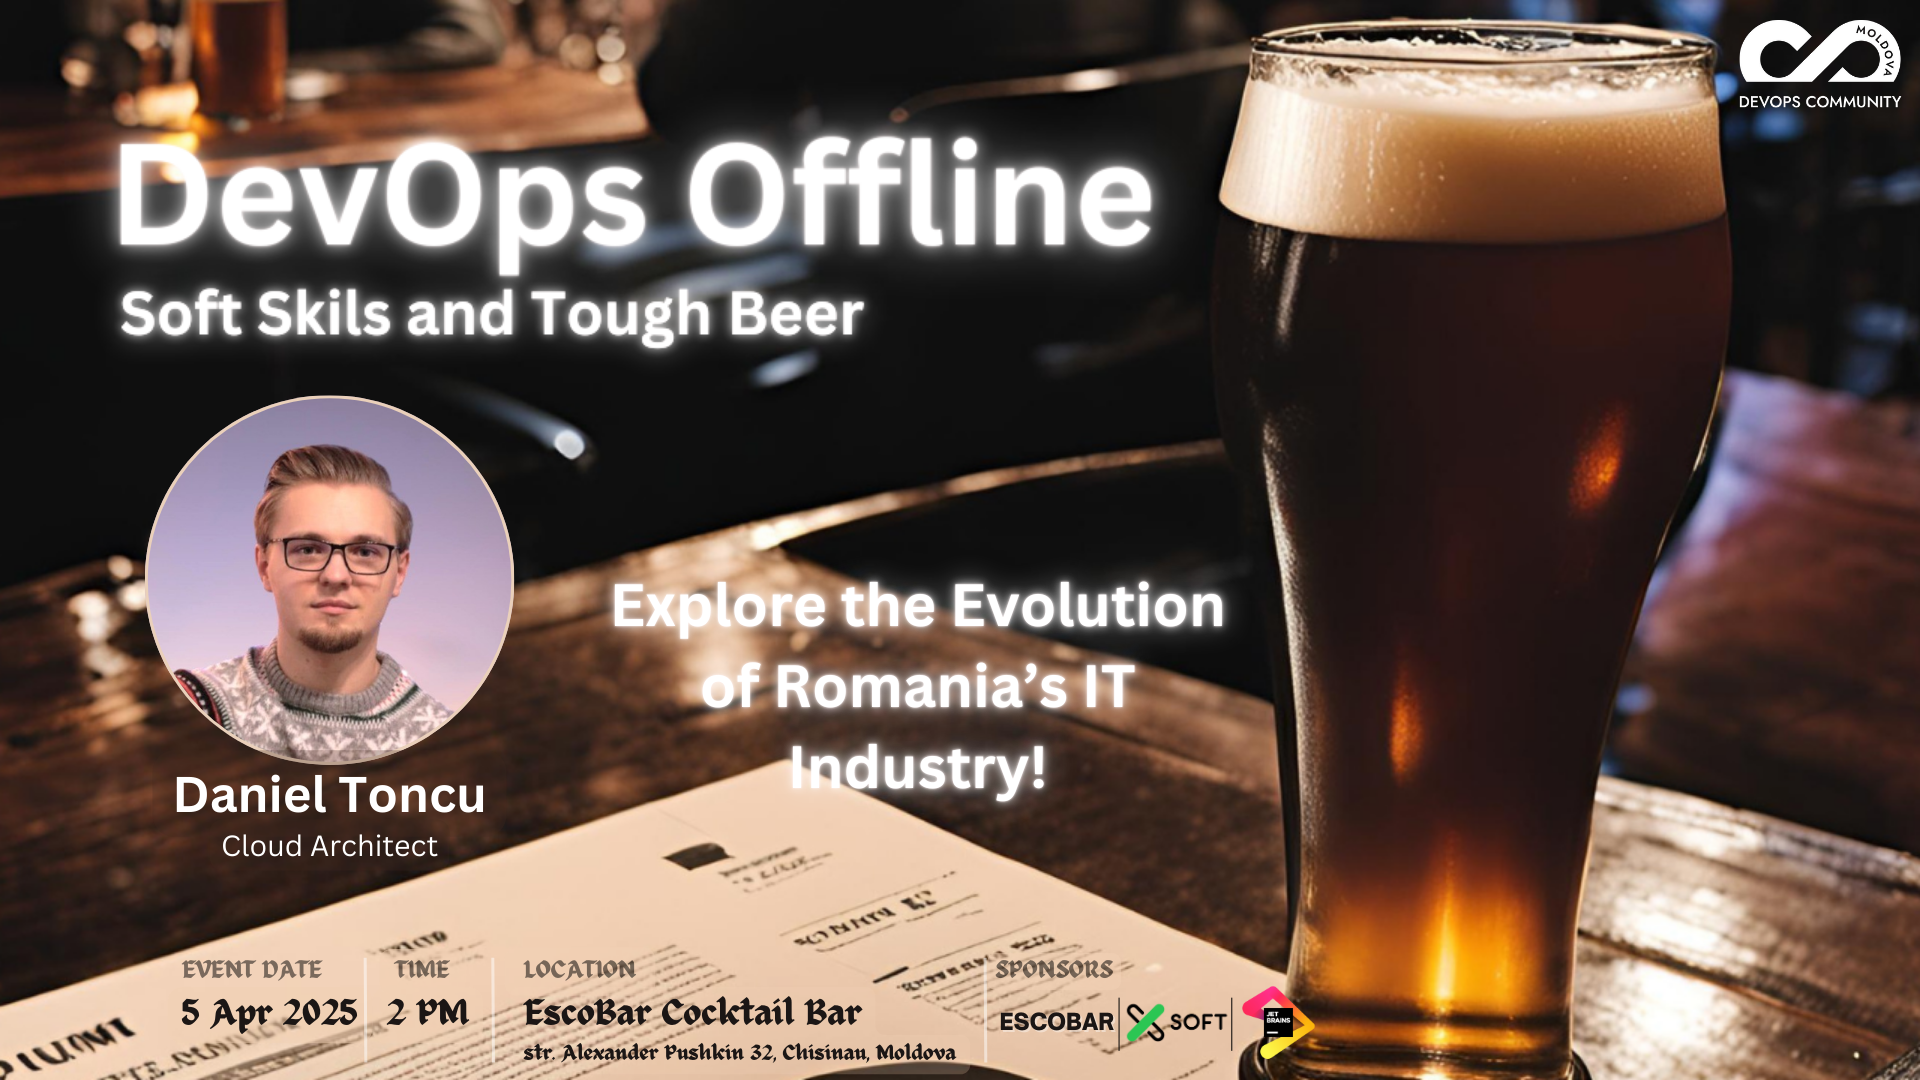 MOLDOVA
DEVOPS COMMUNITY
DevOps Offline
Soft Skils and Tough Beer
Explore the Evolution
of Romania’s IT
Industry!
Daniel Toncu
Cloud Architect
EVENT DATE
5 Apr 2025
TIME
2 PM
LOCATION
EscoBar Cocktail Bar
str. Alexander Pushkin 32, Chisinau, Moldova
SPONSORS
ESCOBAR
SOFT
JET
BRAINS